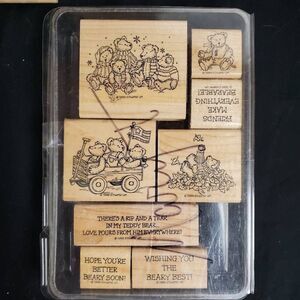 FRIENDS
MAKE
EVERYTHING
BEARABLE!
THERE'S A RIP AND A TEAR
IN MY TEDDY BEAR...
LOVE POURS FROM HIM EVERYWHERE!
HOPE YOU'RE
BETTER
BEARY SOON!
WISHING YOU
THE
BEARY BEST!